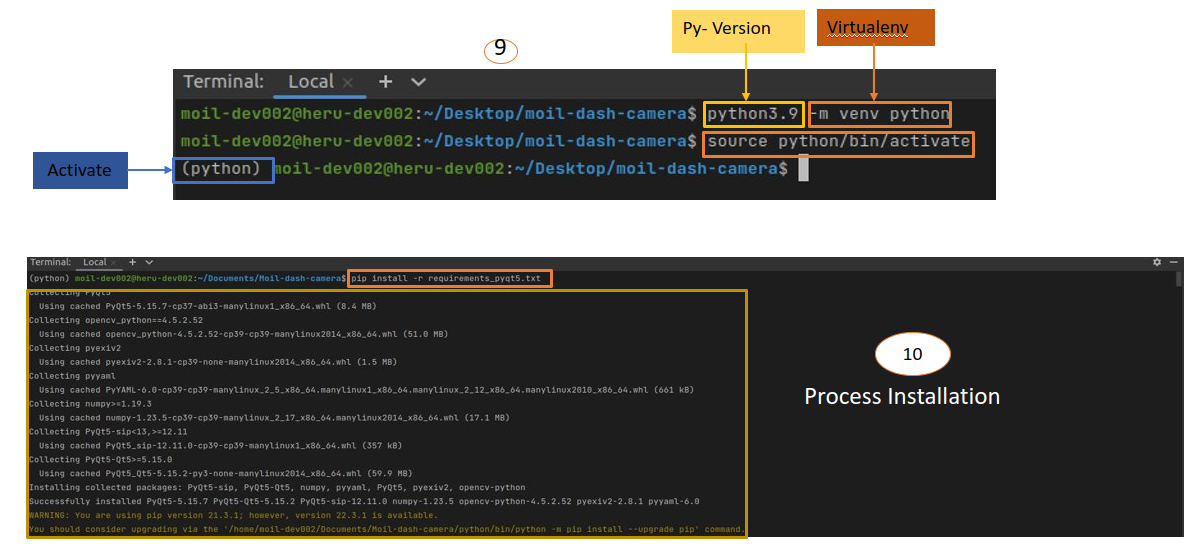 Py- Version
Virtualenv
9
Terminal: Local × + ⌄
moil-dev002@heru-dev002:~/Desktop/moil-dash-camera$ python3.9 -m venv python
moil-dev002@heru-dev002:~/Desktop/moil-dash-camera$ source python/bin/activate
Activate
(python) moil-dev002@heru-dev002:~/Desktop/moil-dash-camera$
Terminal: Local × + ⌄
(python) moil-dev002@heru-dev002:~/Documents/Moil-dash-camera$ pip install -r requirements_pyqt5.txt
Collecting PyQt5
Using cached PyQt5-5.15.7-cp37-abi3-manylinux1_x86_64.whl (8.4 MB)
Collecting opencv_python==4.5.2.52
Using cached opencv_python-4.5.2.52-cp39-cp39-manylinux2014_x86_64.whl (51.0 MB)
Collecting pyexiv2
Using cached pyexiv2-2.8.1-cp39-none-manylinux2014_x86_64.whl (1.5 MB)
Collecting pyyaml
Using cached PyYAML-6.0-cp39-cp39-manylinux_2_5_x86_64.manylinux1_x86_64.manylinux_2_12_x86_64.manylinux2010_x86_64.whl (661 kB)
Collecting numpy>=1.19.3
Using cached numpy-1.23.5-cp39-cp39-manylinux_2_17_x86_64.manylinux2014_x86_64.whl (17.1 MB)
Collecting PyQt5-sip<13,>=12.11
Using cached PyQt5_sip-12.11.0-cp39-cp39-manylinux1_x86_64.whl (357 kB)
Collecting PyQt5-Qt5>=5.15.0
Using cached PyQt5_Qt5-5.15.2-py3-none-manylinux2014_x86_64.whl (59.9 MB)
Installing collected packages: PyQt5-sip, PyQt5-Qt5, numpy, pyyaml, PyQt5, pyexiv2, opencv-python
Successfully installed PyQt5-5.15.7 PyQt5-Qt5-5.15.2 PyQt5-sip-12.11.0 numpy-1.23.5 opencv-python-4.5.2.52 pyexiv2-2.8.1 pyyaml-6.0
WARNING: You are using pip version 21.3.1; however, version 22.3.1 is available.
You should consider upgrading via the '/home/moil-dev002/Documents/Moil-dash-camera/python/bin/python -m pip install --upgrade pip' command.
10
Process Installation